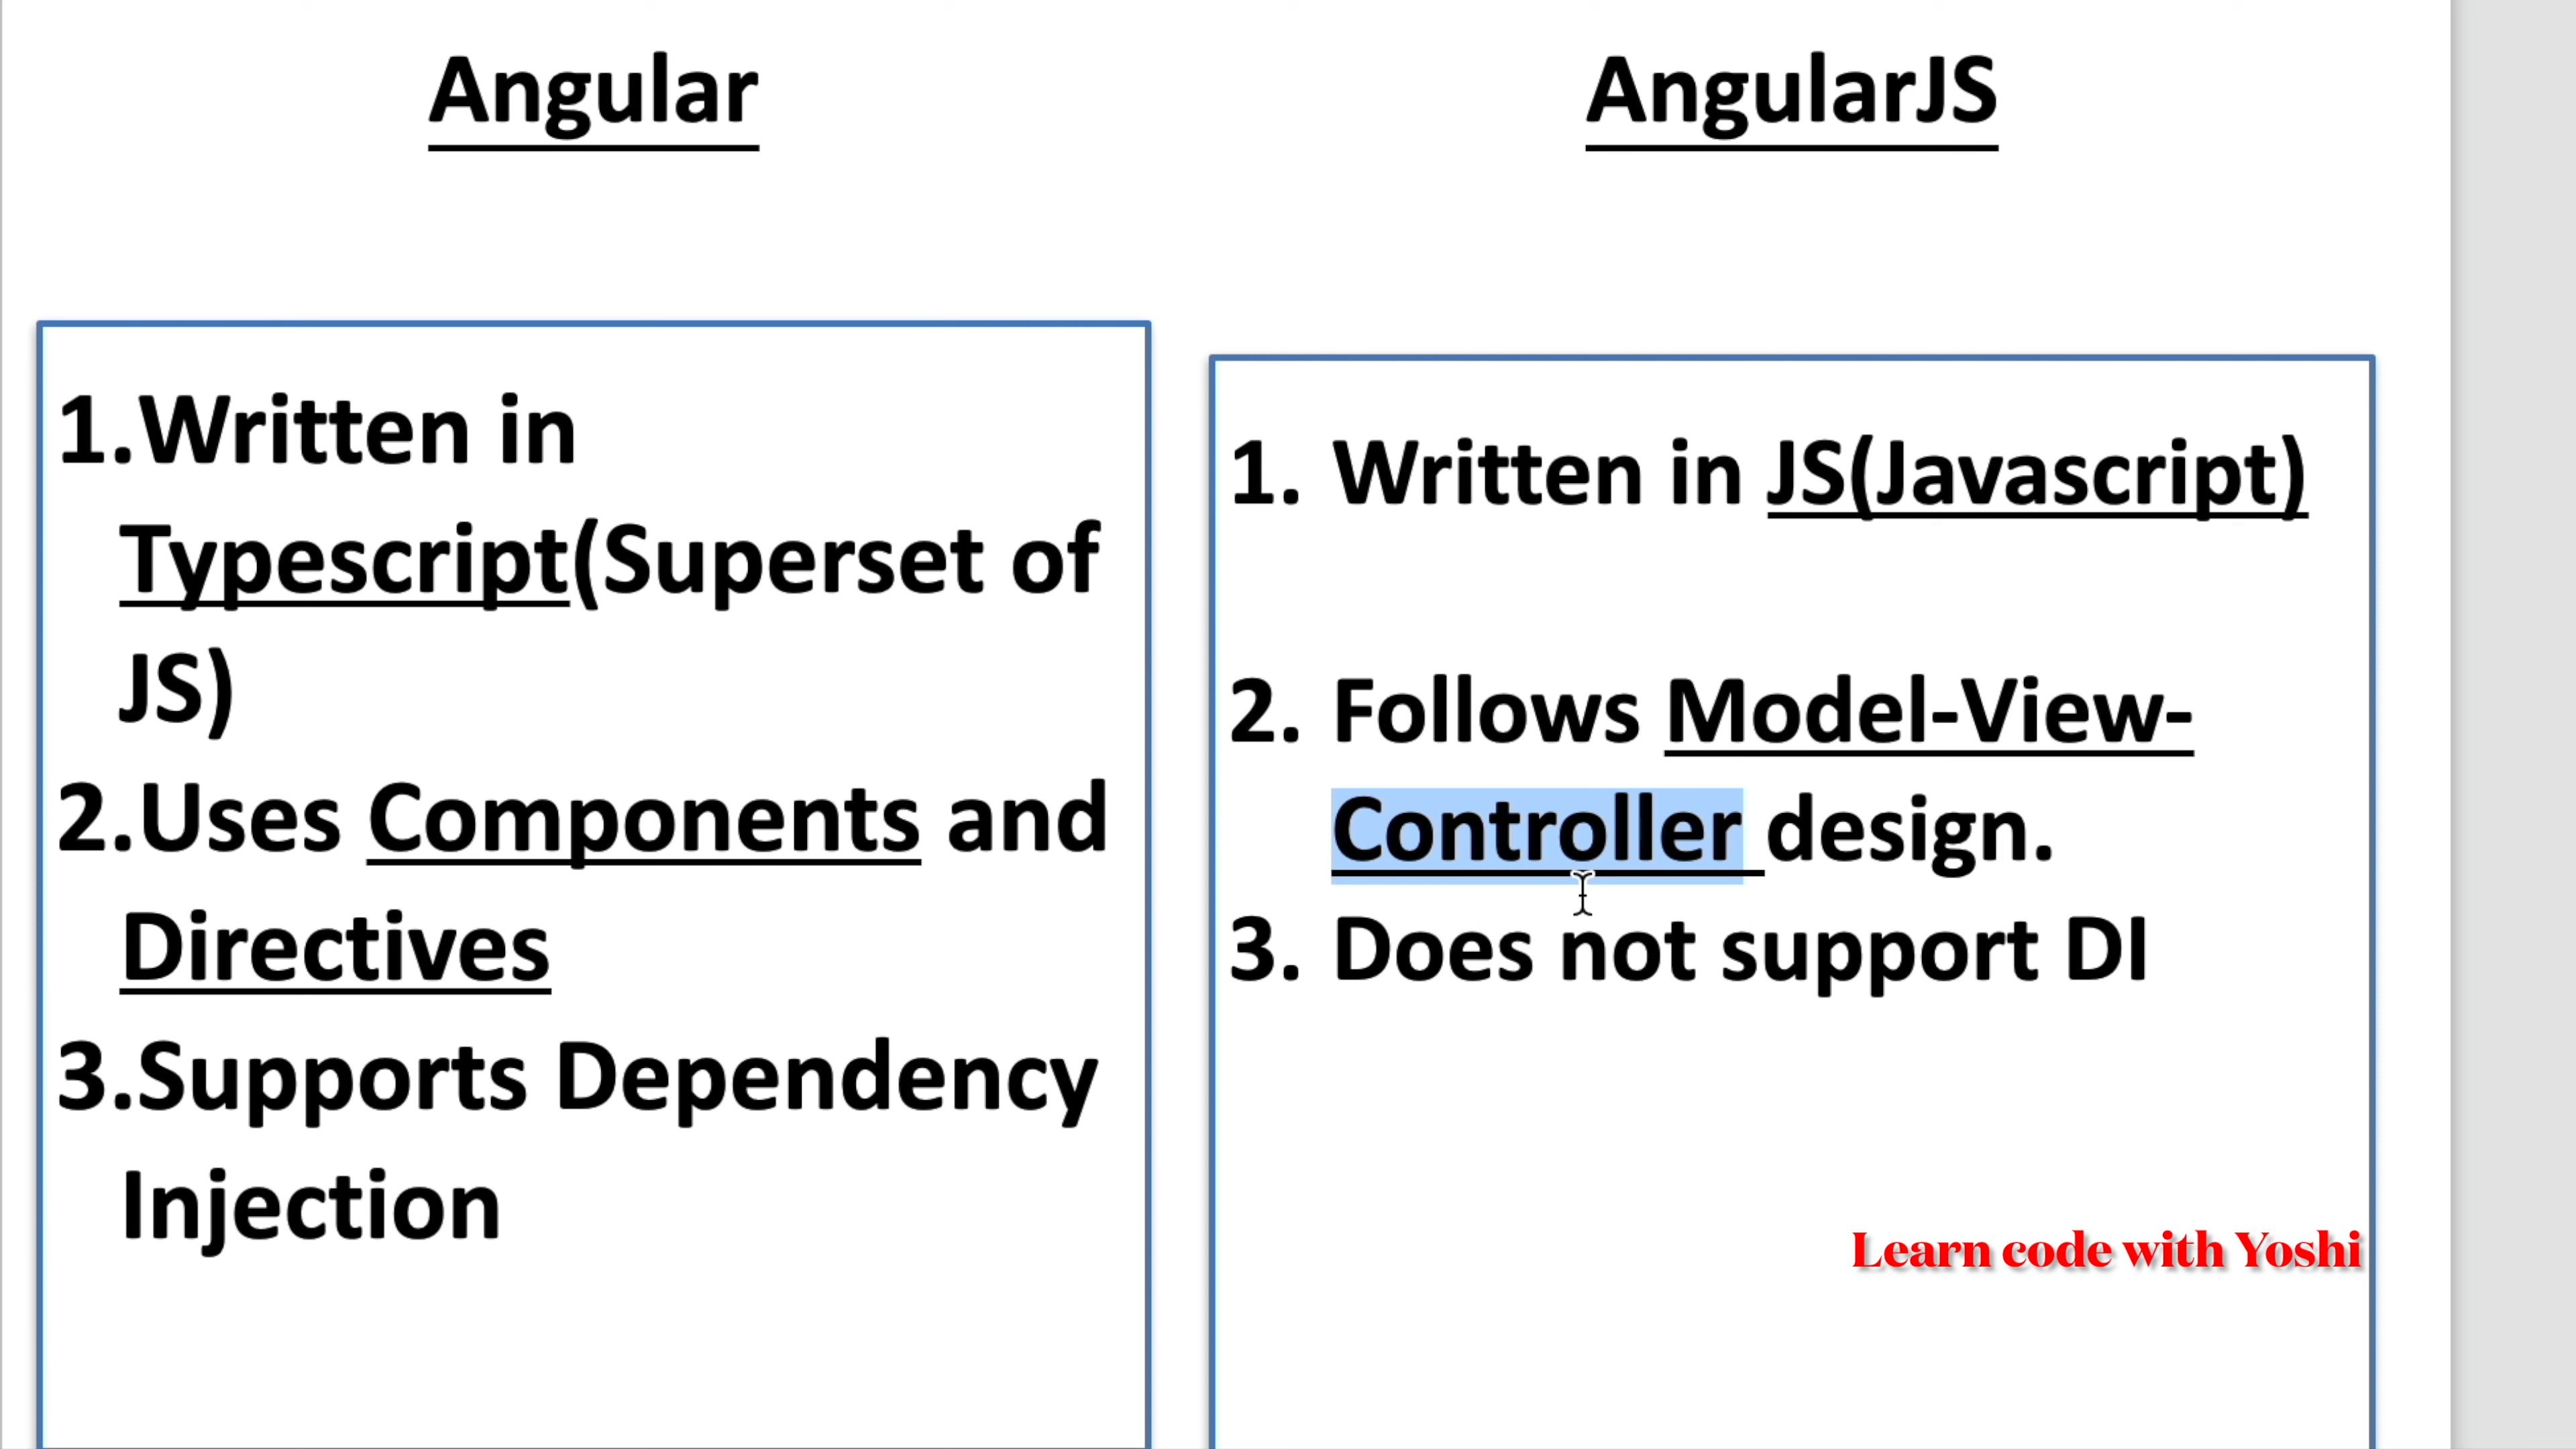 Angular
AngularJS
1.Written in
Typescript(Superset of
JS)
2.Uses Components and
Directives
3.Supports Dependency
Injection
1. Written in JS(Javascript)
2. Follows Model-View-
Controller design.
3. Does not support DI
Learn code with Yoshi